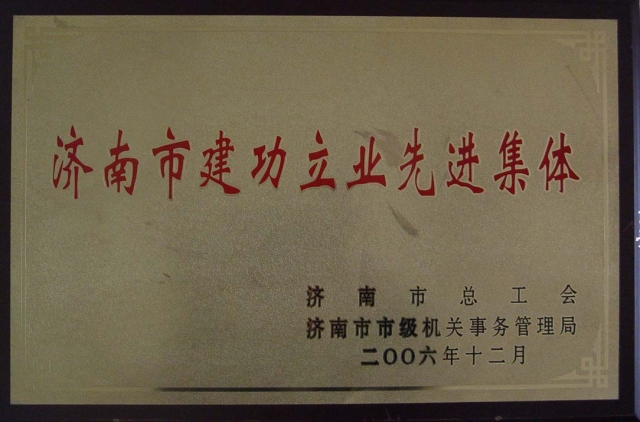 济南市建功立业先进集体
济南市总工会
济南市市级机关事务管理局
二〇〇六年十二月